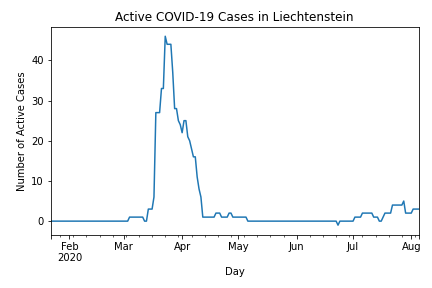 Active COVID-19 Cases in Liechtenstein
Number of Active Cases
40
30
20
10
0
Feb Mar Apr May Jun Jul Aug
2020
Day